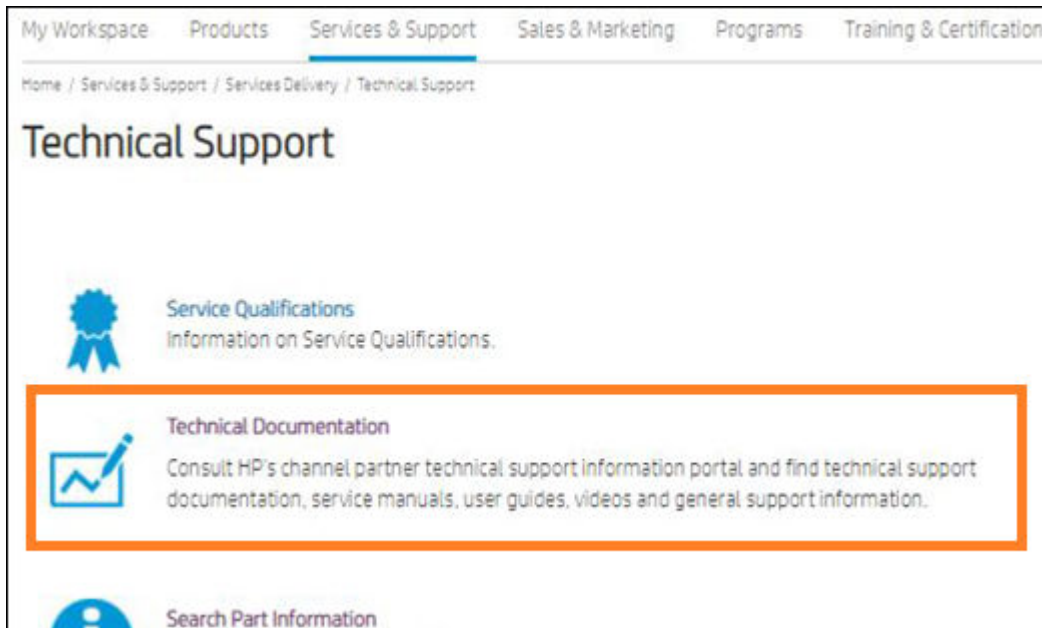 My Workspace Products Services & Support Sales & Marketing Programs Training & Certification
Home / Services & Support / Services Delivery / Technical Support
Technical Support
Service Qualifications
Information on Service Qualifications.
Technical Documentation
Consult HP's channel partner technical support information portal and find technical support
documentation, service manuals, user guides, videos and general support information.
Search Part Information